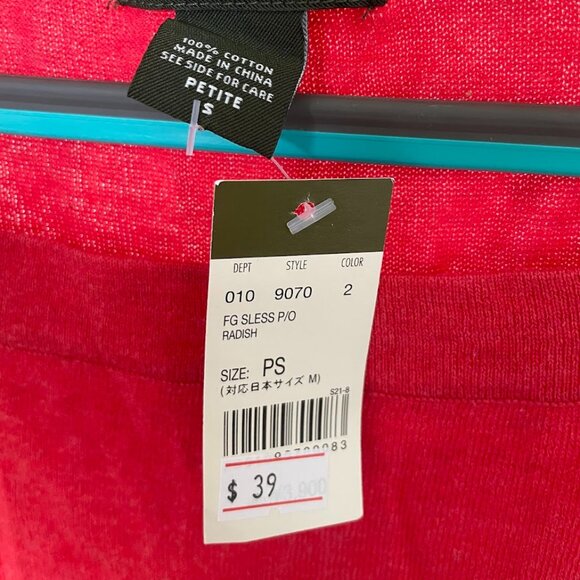 100% COTTON
MADE IN CHINA
SEE SIDE FOR CARE
PETITE
S
DEPT STYLE COLOR
010 9070 2
FG SLESS P/O
RADISH
SIZE: PS
(対応日本サイズ M)
S21-8
$ 39